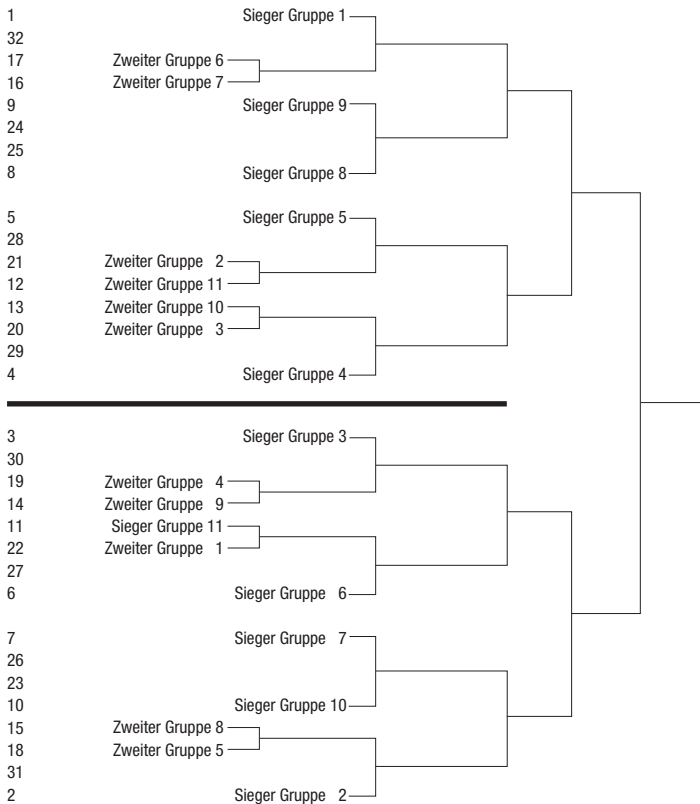 1 Sieger Gruppe 1
32
17 Zweiter Gruppe 6
16 Zweiter Gruppe 7
9 Sieger Gruppe 9
24
25
8 Sieger Gruppe 8
5 Sieger Gruppe 5
28
21 Zweiter Gruppe 2
12 Zweiter Gruppe 11
13 Zweiter Gruppe 10
20 Zweiter Gruppe 3
29
4 Sieger Gruppe 4
3 Sieger Gruppe 3
30
19 Zweiter Gruppe 4
14 Zweiter Gruppe 9
11 Sieger Gruppe 11
22 Zweiter Gruppe 1
27
6 Sieger Gruppe 6
7 Sieger Gruppe 7
26
23
10 Sieger Gruppe 10
15 Zweiter Gruppe 8
18 Zweiter Gruppe 5
31
2 Sieger Gruppe 2